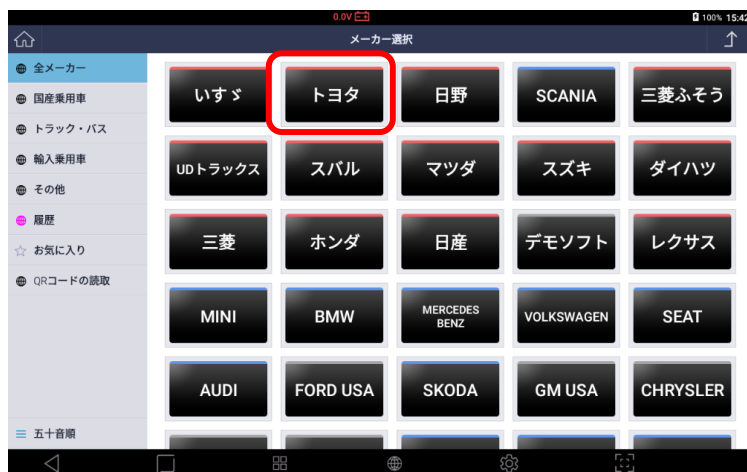 0.0V
100% 15:42
メーカー選択
全メーカー
国産乗用車
トラック・バス
輸入乗用車
その他
履歴
お気に入り
QRコードの読取
五十音順
いすゞ トヨタ 日野 SCANIA 三菱ふそう
UDトラックス スバル マツダ スズキ ダイハツ
三菱 ホンダ 日産 デモソフト レクサス
MINI BMW MERCEDES BENZ VOLKSWAGEN SEAT
AUDI FORD USA SKODA GM USA CHRYSLER